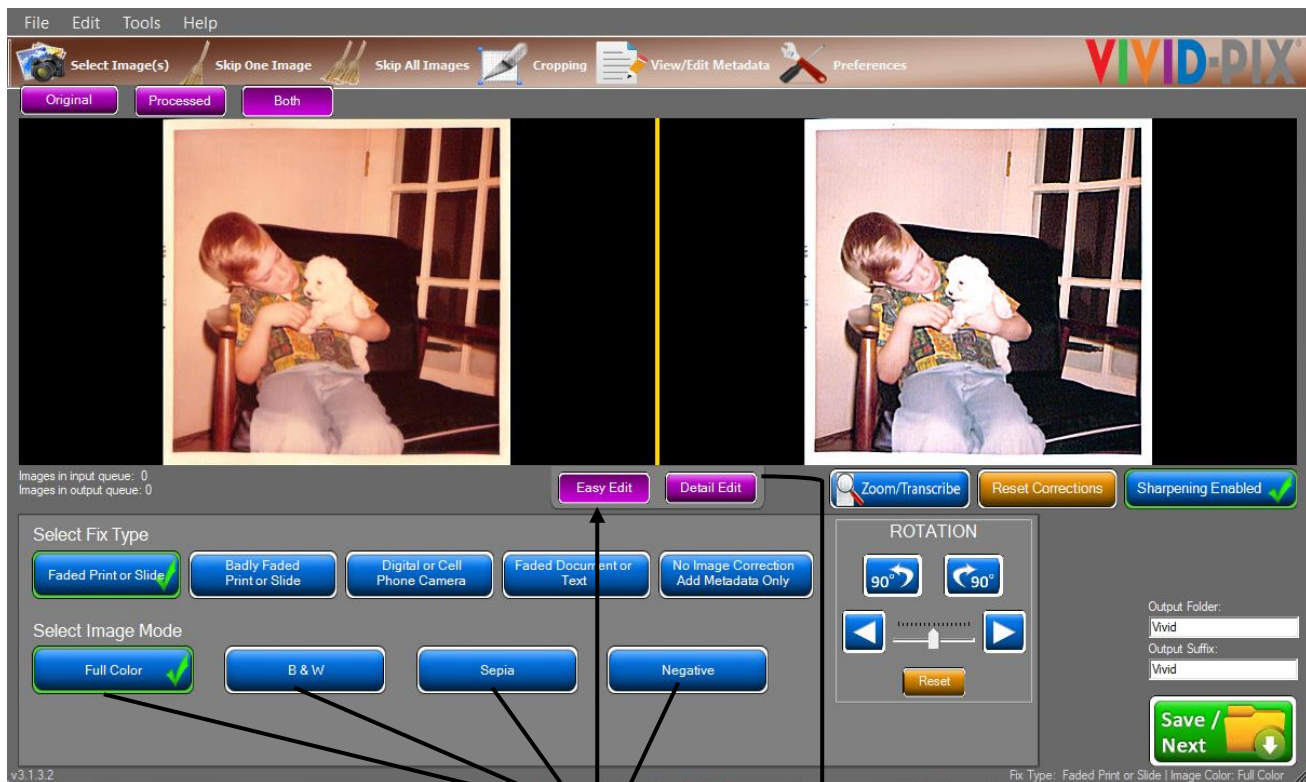 File Edit Tools Help
Select Image(s) Skip One Image Skip All Images Cropping View/Edit Metadata Preferences
VIVID-PIX®
Original Processed Both
Images in input queue: 0
Images in output queue: 0
Easy Edit Detail Edit
Zoom/Transcribe Reset Corrections Sharpening Enabled
Select Fix Type
Faded Print or Slide
Badly Faded
Print or Slide
Digital or Cell
Phone Camera
Faded Document or
Text
No Image Correction
Add Metadata Only
Select Image Mode
Full Color B & W Sepia Negative
ROTATION
90° 90°
Reset
Output Folder:
Vivid
Output Suffix:
Vivid
Save /
Next
v3.1.3.2
Fix Type: Faded Print or Slide | Image Color: Full Color